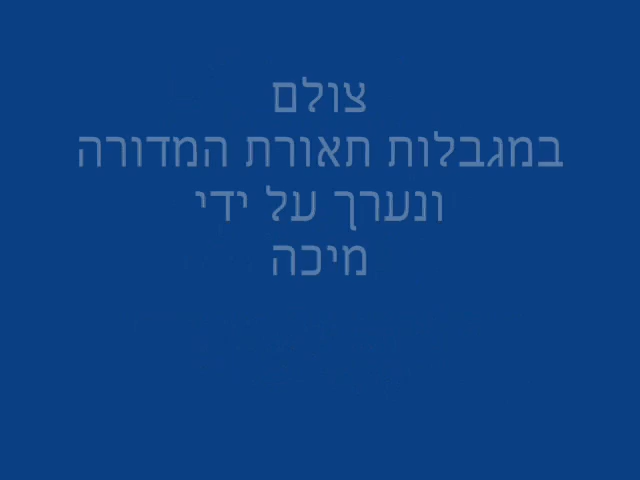 צולם
במגבלות תאורת המדורה
ונערך על ידי
מיכה